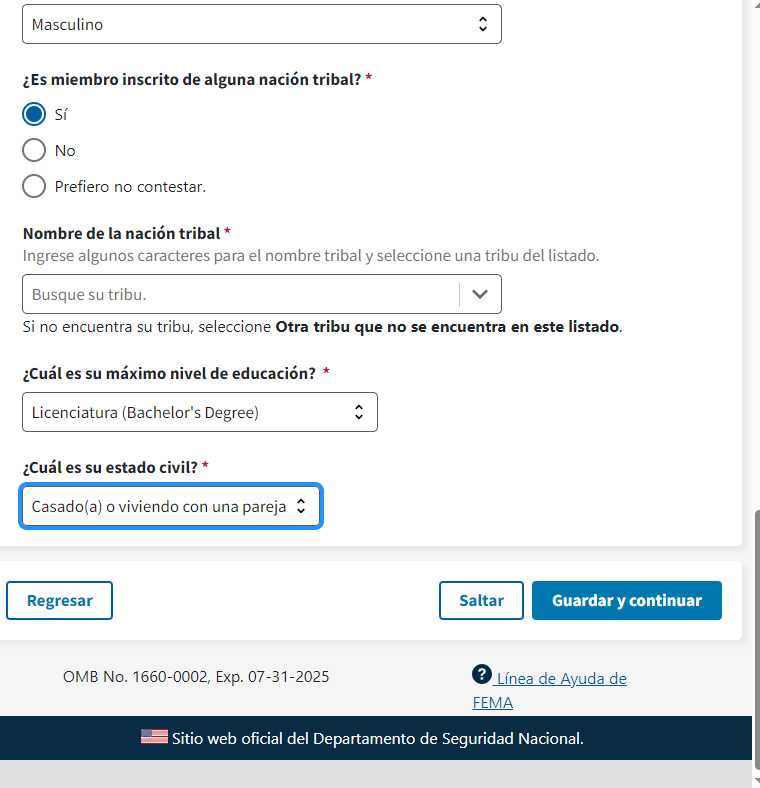 Masculino
¿Es miembro inscrito de alguna nación tribal? *
Sí
No
Prefiero no contestar.
Nombre de la nación tribal *
Ingrese algunos caracteres para el nombre tribal y seleccione una tribu del listado.
Busque su tribu.
Si no encuentra su tribu, seleccione Otra tribu que no se encuentra en este listado.
¿Cuál es su máximo nivel de educación? *
Licenciatura (Bachelor's Degree)
¿Cuál es su estado civil? *
Casado(a) o viviendo con una pareja
Regresar
Saltar
Guardar y continuar
OMB No. 1660-0002, Exp. 07-31-2025
? Línea de Ayuda de
FEMA
Sitio web oficial del Departamento de Seguridad Nacional.